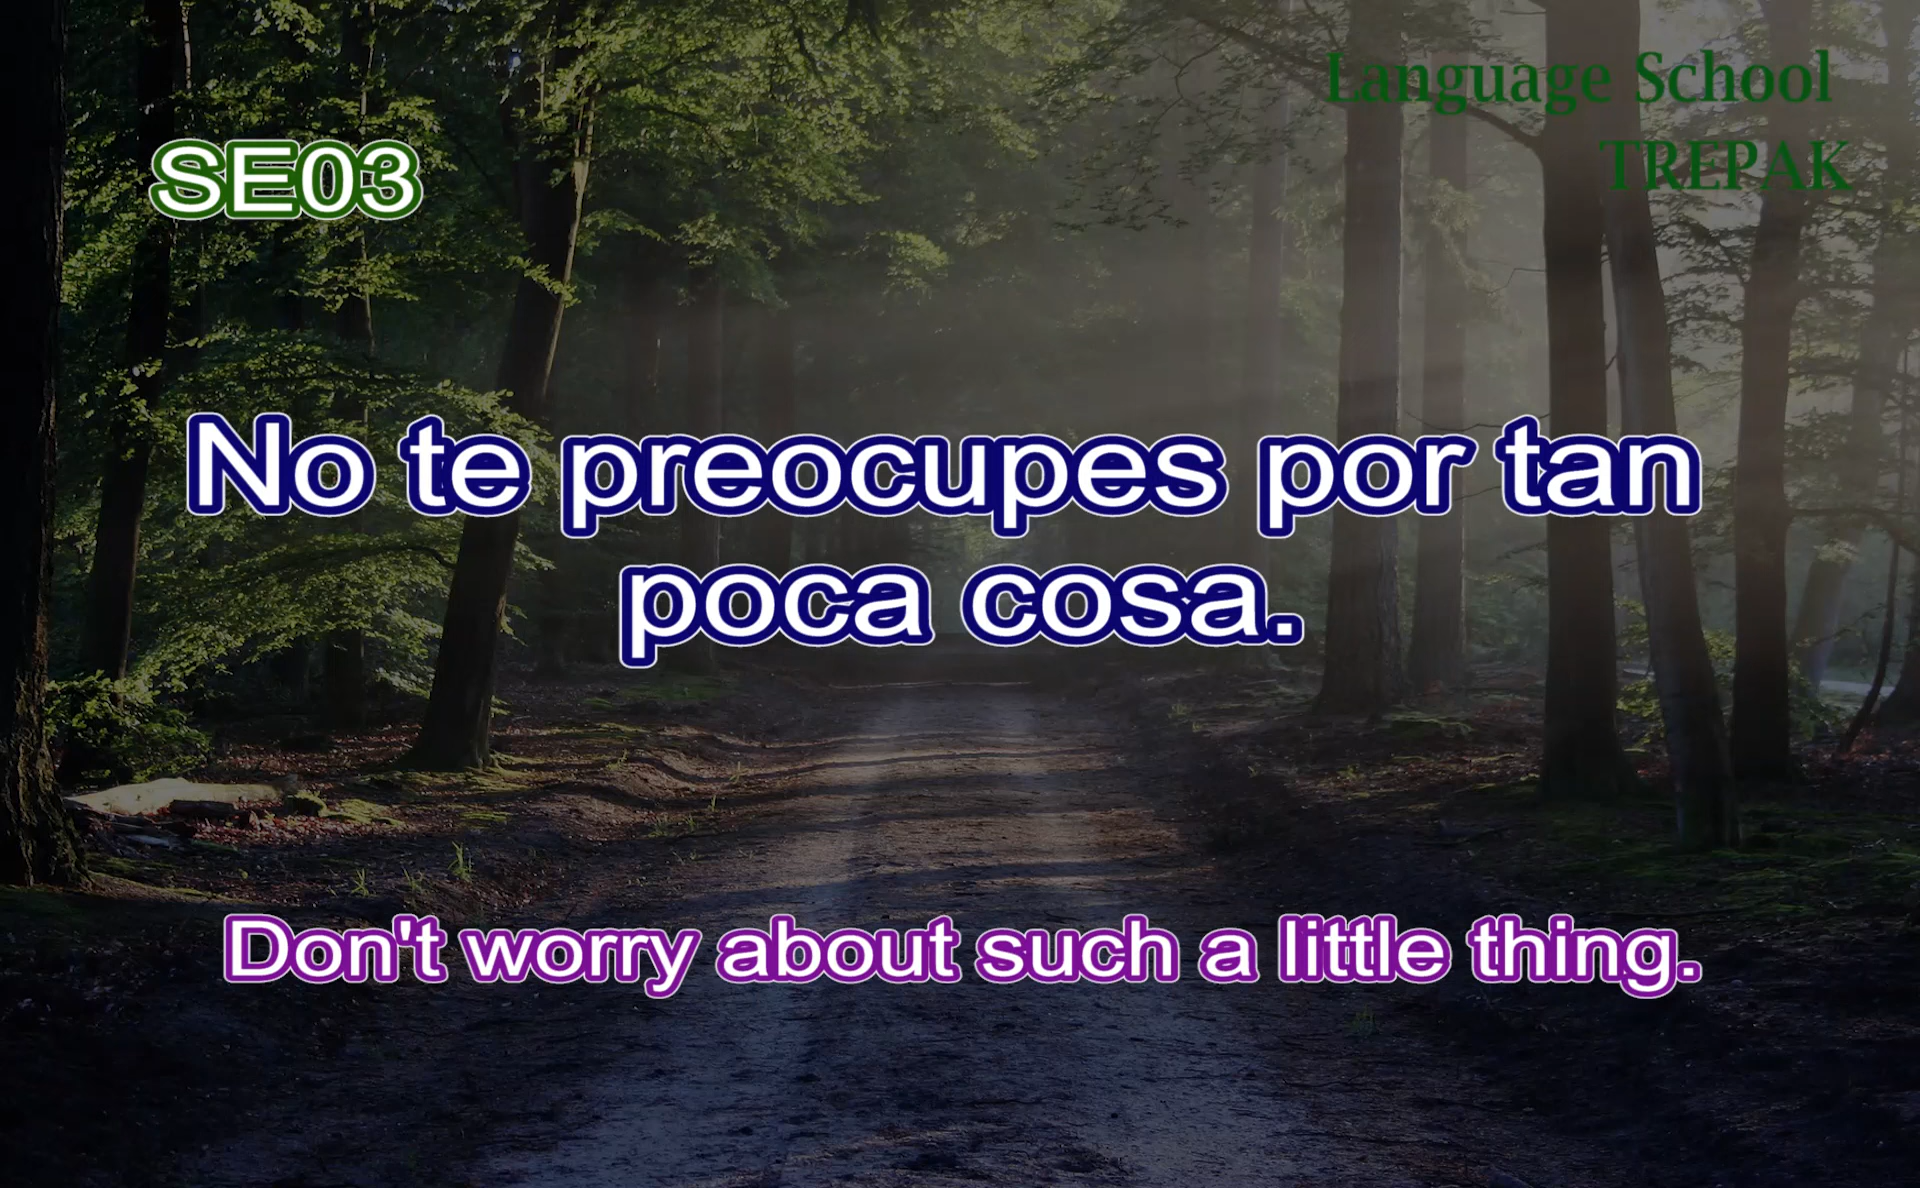 Language School
TREPAK
SE03
No te preocupes por tan
poca cosa.
Don't worry about such a little thing.